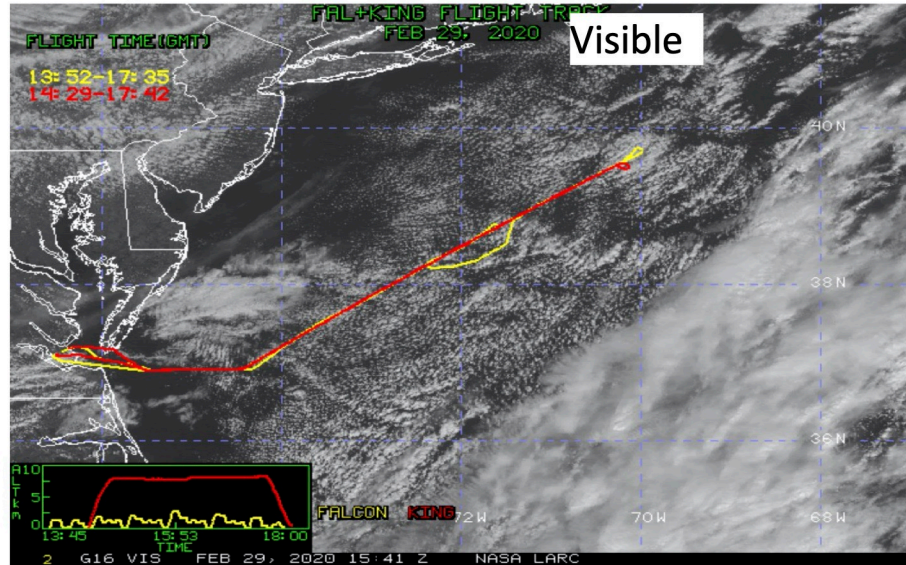 FAL+KING FLIGHT TRACK
FEB 29, 2020
Visible
FLIGHT TIME(GMT)
13:52-17:35
14:29-17:42
40N
38N
36N
A
L
T
k
m
10
5
0
13:45 15:53 18:00
TIME
FALCON KING
72W 70W 68W
2 G16 VIS FEB 29, 2020 15:41 Z NASA LARC